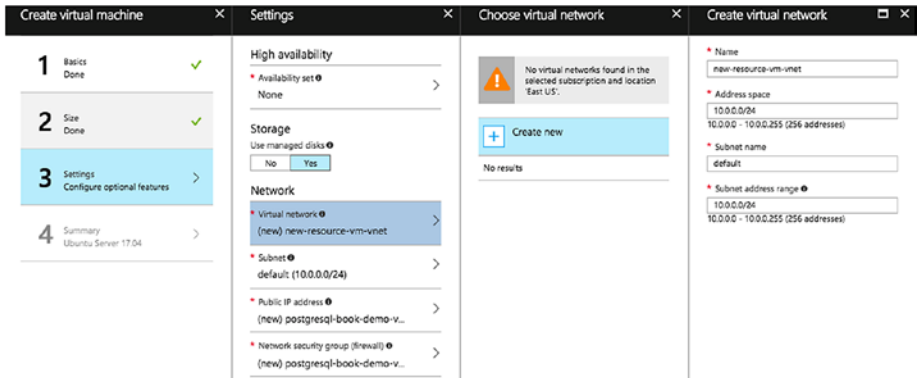 Create virtual machine
1
Basics
Done
2
Size
Done
3
Settings
Configure optional features
4
Summary
Ubuntu Server 17.04
Settings
High availability
* Availability set
None
Storage
Use managed disks
No Yes
Network
* Virtual network
(new) new-resource-vm-vnet
* Subnet
default (10.0.0.0/24)
* Public IP address
(new) postgresql-book-demo-v...
* Network security group (firewall)
(new) postgresql-book-demo-v...
Choose virtual network
No virtual networks found in the
selected subscription and location
'East US'.
Create new
No results
Create virtual network
* Name
new-resource-vm-vnet
* Address space
10.0.0.0/24
10.0.0.0 - 10.0.0.255 (256 addresses)
* Subnet name
default
* Subnet address range
10.0.0.0/24
10.0.0.0 - 10.0.0.255 (256 addresses)